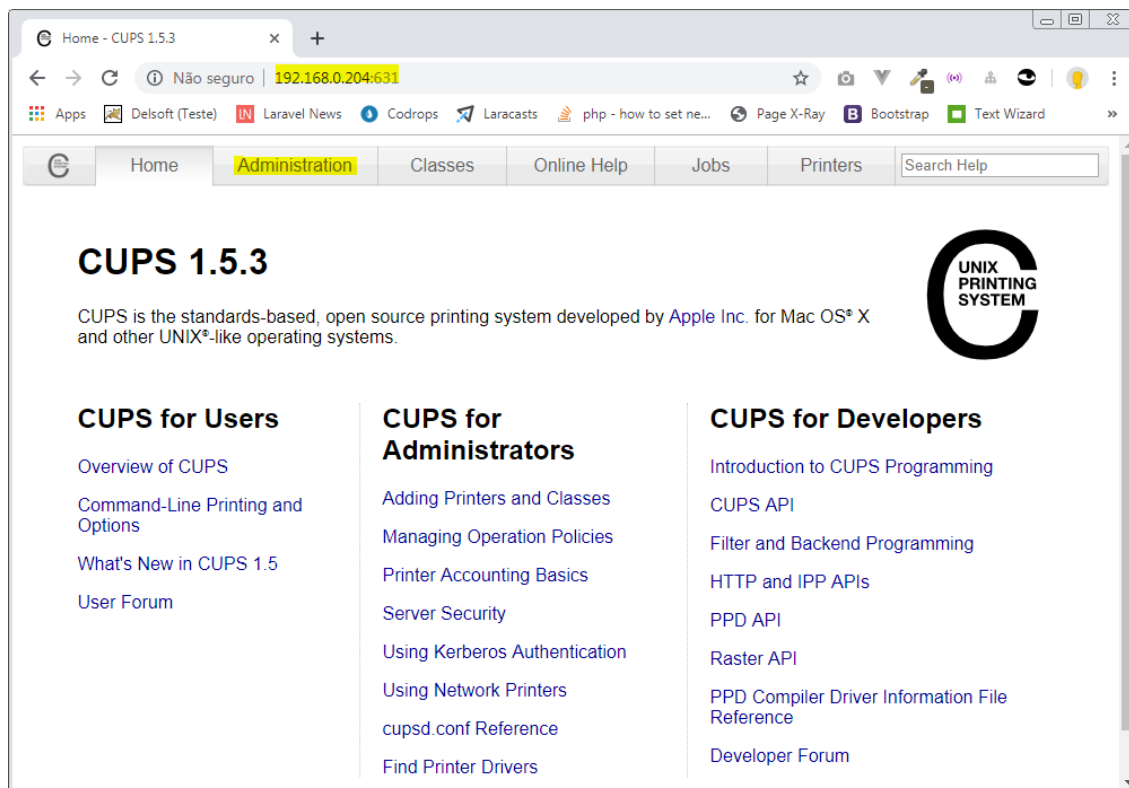 Home - CUPS 1.5.3
Não seguro | 192.168.0.204:631
Apps Delsoft (Teste) LN Laravel News Codrops Laracasts php - how to set ne... Page X-Ray B Bootstrap Text Wizard »
Home Administration Classes Online Help Jobs Printers Search Help
CUPS 1.5.3
UNIX
PRINTING
SYSTEM
CUPS is the standards-based, open source printing system developed by Apple Inc. for Mac OS® X
and other UNIX®-like operating systems.
CUPS for Users
Overview of CUPS
Command-Line Printing and
Options
What's New in CUPS 1.5
User Forum
CUPS for
Administrators
Adding Printers and Classes
Managing Operation Policies
Printer Accounting Basics
Server Security
Using Kerberos Authentication
Using Network Printers
cupsd.conf Reference
Find Printer Drivers
CUPS for Developers
Introduction to CUPS Programming
CUPS API
Filter and Backend Programming
HTTP and IPP APIs
PPD API
Raster API
PPD Compiler Driver Information File
Reference
Developer Forum